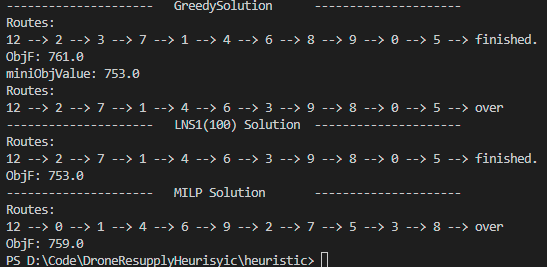 ---------------------   GreedySolution      ---------------------
Routes:
12 --> 2 --> 3 --> 7 --> 1 --> 4 --> 6 --> 8 --> 9 --> 0 --> 5 --> finished.
ObjF: 761.0
miniObjValue: 753.0
Routes:
12 --> 2 --> 7 --> 1 --> 4 --> 6 --> 3 --> 9 --> 8 --> 0 --> 5 --> over
---------------------   LNS1(100) Solution  ---------------------
Routes:
12 --> 2 --> 7 --> 1 --> 4 --> 6 --> 3 --> 9 --> 8 --> 0 --> 5 --> finished.
ObjF: 753.0
---------------------   MILP Solution       ---------------------
Routes:
12 --> 0 --> 1 --> 4 --> 6 --> 9 --> 2 --> 7 --> 5 --> 3 --> 8 --> over
ObjF: 759.0
PS D:\Code\DroneResupplyHeurisyic\heuristic>